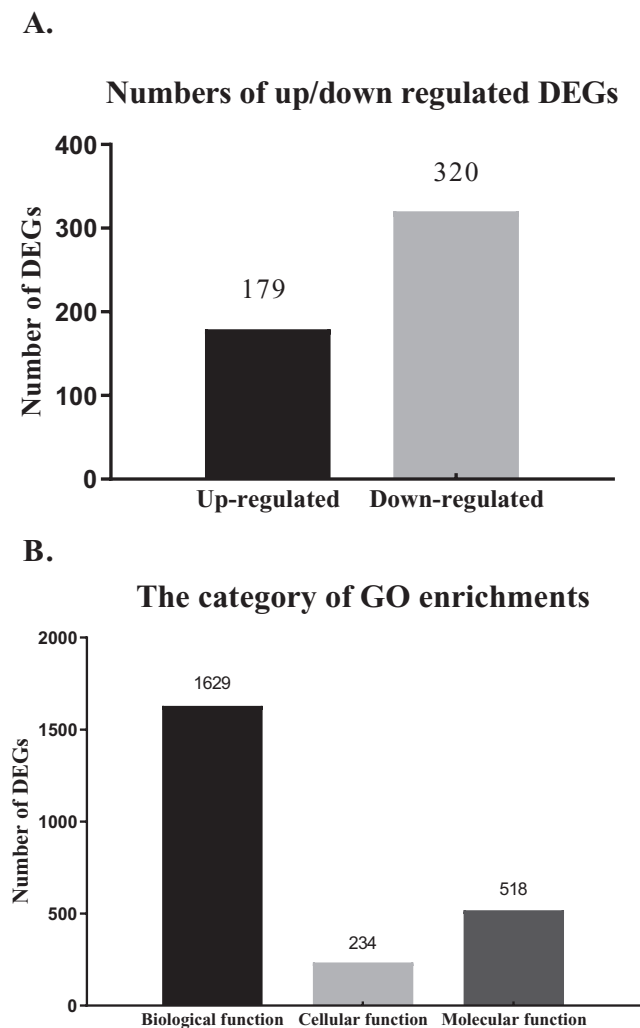 A.
Numbers of up/down regulated DEGs
Number of DEGs
400
300
200
100
0
179
320
Up-regulated Down-regulated
B.
The category of GO enrichments
Number of DEGs
2000
1500
1000
500
0
1629
234
518
Biological function Cellular function Molecular function